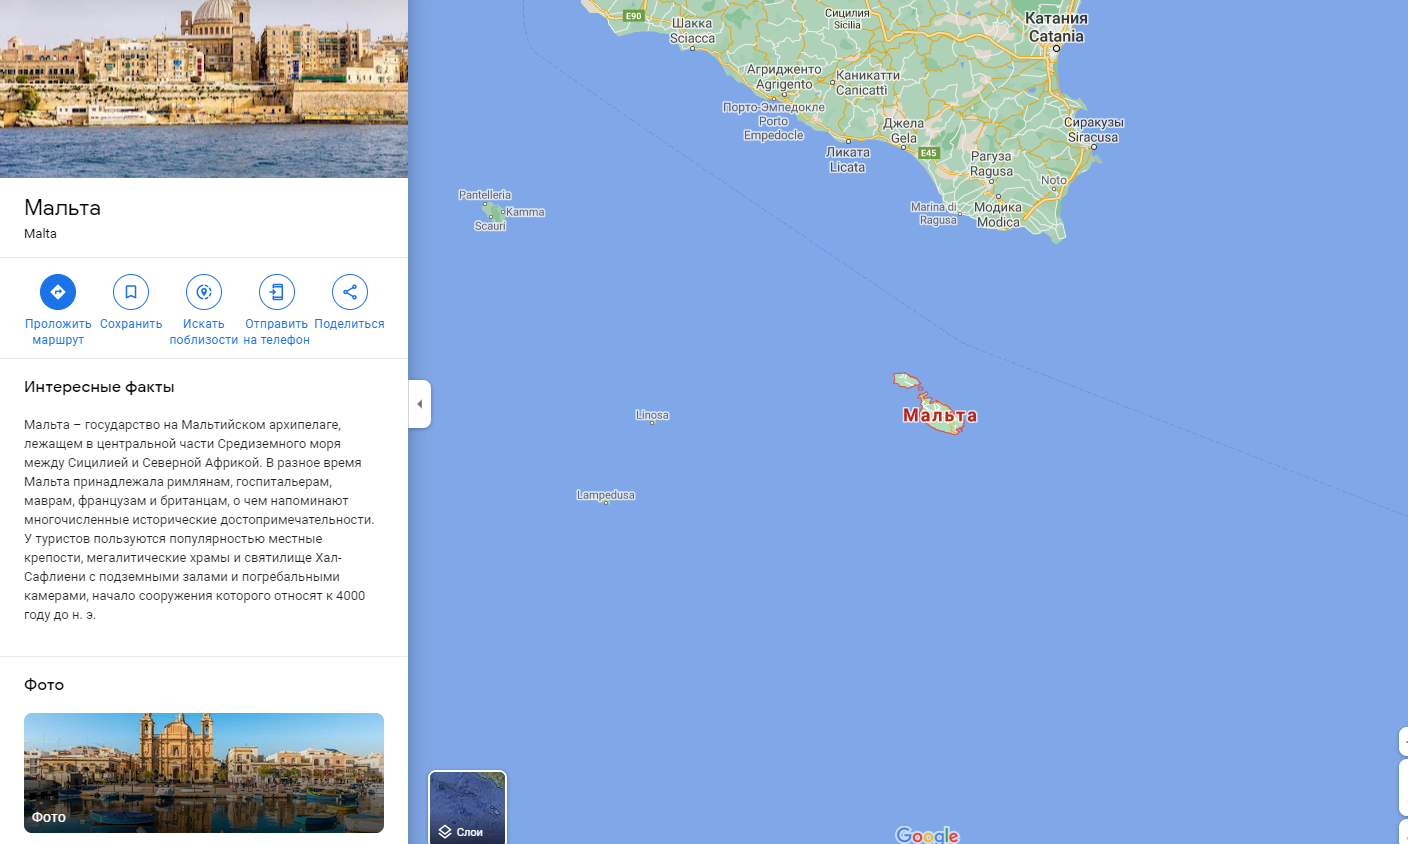 Мальта
Malta
Проложить маршрут
Сохранить
Искать поблизости
Отправить на телефон
Поделиться
Интересные факты
Мальта – государство на Мальтийском архипелаге,
лежащем в центральной части Средиземного моря
между Сицилией и Северной Африкой. В разное время
Мальта принадлежала римлянам, госпитальерам,
маврам, французам и британцам, о чем напоминают
многочисленные исторические достопримечательности.
У туристов пользуются популярностью местные
крепости, мегалитические храмы и святилище Хал-
Сафлиени с подземными залами и погребальными
камерами, начало сооружения которого относят к 4000
году до н. э.
Фото
Фото
E90
Сицилия
Sicilia
Шакка
Sciacca
Катания
Catania
Агридженто
Agrigento
Каникатти
Canicattì
Порто-Эмпедокле
Porto
Empedocle
Джела
Gela
Сиракузы
Siracusa
Ликата
Licata
E45
Рагуза
Ragusa
Noto
Marina di
Ragusa
Модика
Modica
Pantelleria
Kamma
Scauri
Мальта
Linosa
Lampedusa
Слои
Google